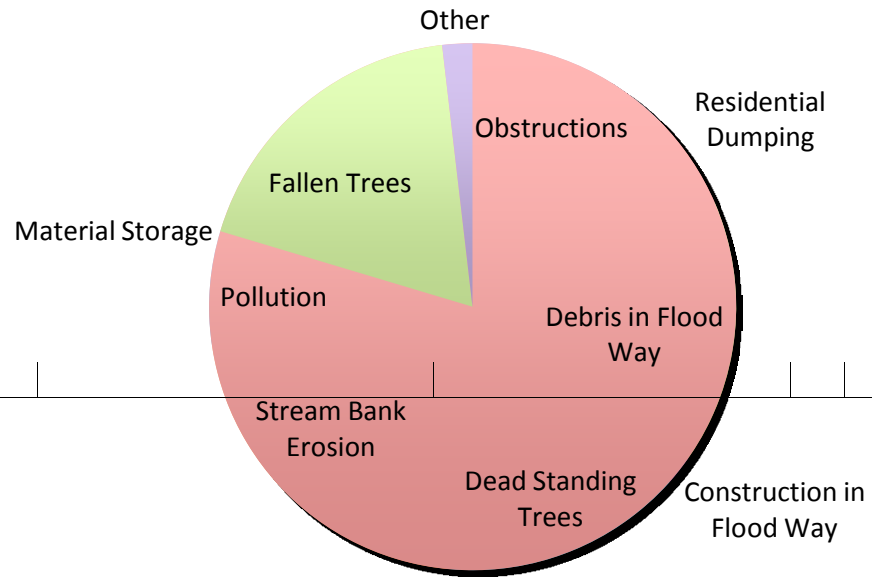 Other
Residential
Dumping
Obstructions
Fallen Trees
Material Storage
Pollution
Debris in Flood
Way
Stream Bank
Erosion
Dead Standing
Trees
Construction in
Flood Way